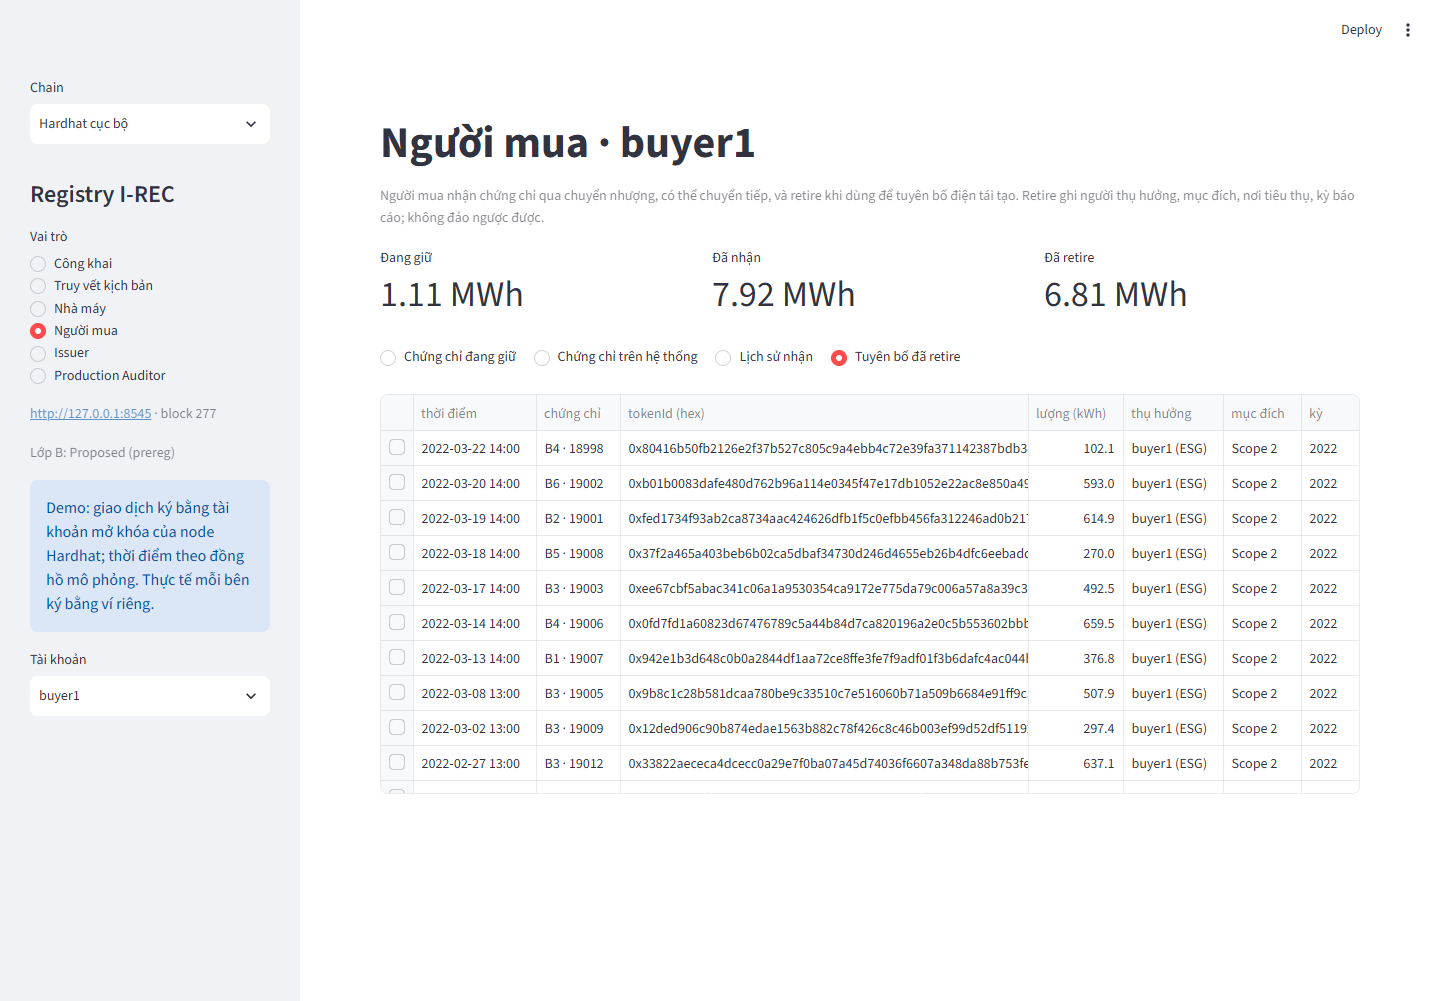 Deploy
Chain
Hardhat cục bộ
Registry I-REC
Vai trò
Công khai
Truy vết kịch bản
Nhà máy
Người mua
Issuer
Production Auditor
http://127.0.0.1:8545 · block 277
Lớp B: Proposed (prereg)
Demo: giao dịch ký bằng tài
khoản mở khóa của node
Hardhat; thời điểm theo đồng
hồ mô phỏng. Thực tế mỗi bên
ký bằng ví riêng.
Tài khoản
buyer1
Người mua · buyer1
Người mua nhận chứng chỉ qua chuyển nhượng, có thể chuyển tiếp, và retire khi dùng để tuyên bố điện tái tạo. Retire ghi người thụ hưởng, mục đích, nơi tiêu thụ, kỳ báo
cáo; không đảo ngược được.
Đang giữ Đã nhận Đã retire
1.11 MWh 7.92 MWh 6.81 MWh
Chứng chỉ đang giữ Chứng chỉ trên hệ thống Lịch sử nhận Tuyên bố đã retire
thời điểm chứng chỉ tokenId (hex) lượng (kWh) thụ hưởng mục đích kỳ
2022-03-22 14:00 B4 · 18998 0x80416b50fb2126e2f37b527c805c9a4ebb4c72e39fa371142387bdb3 102.1 buyer1 (ESG) Scope 2 2022
2022-03-20 14:00 B6 · 19002 0xb01b0083dafe480d762b96a114e0345f47e17db1052e22ac8e850a49 593.0 buyer1 (ESG) Scope 2 2022
2022-03-19 14:00 B2 · 19001 0xfed1734f93ab2ca8734aac424626dfb1f5c0efbb456fa312246ad0b217 614.9 buyer1 (ESG) Scope 2 2022
2022-03-18 14:00 B5 · 19008 0x37f2a465a403beb6b02ca5dbaf34730d246d4655eb26b4dfc6eebadc 270.0 buyer1 (ESG) Scope 2 2022
2022-03-17 14:00 B3 · 19003 0xee67cbf5abac341c06a1a9530354ca9172e775da79c006a57a8a39c3 492.5 buyer1 (ESG) Scope 2 2022
2022-03-14 14:00 B4 · 19006 0x0fd7fd1a60823d67476789c5a44b84d7ca820196a2e0c5b553602bbb 659.5 buyer1 (ESG) Scope 2 2022
2022-03-13 14:00 B1 · 19007 0x942e1b3d648c0b0a2844df1aa72ce8ffe3fe7f9adf01f3b6dafc4ac044 376.8 buyer1 (ESG) Scope 2 2022
2022-03-08 13:00 B3 · 19005 0x9b8c1c28b581dcaa780be9c33510c7e516060b71a509b6684e91ff9c 507.9 buyer1 (ESG) Scope 2 2022
2022-03-02 13:00 B3 · 19009 0x12ded906c90b874edae1563b882c78f426c8c46b003ef99d52df5119 297.4 buyer1 (ESG) Scope 2 2022
2022-02-27 13:00 B3 · 19012 0x33822aececa4dcecc0a29e7f0ba07a45d74036f6607a348da88b753fe 637.1 buyer1 (ESG) Scope 2 2022